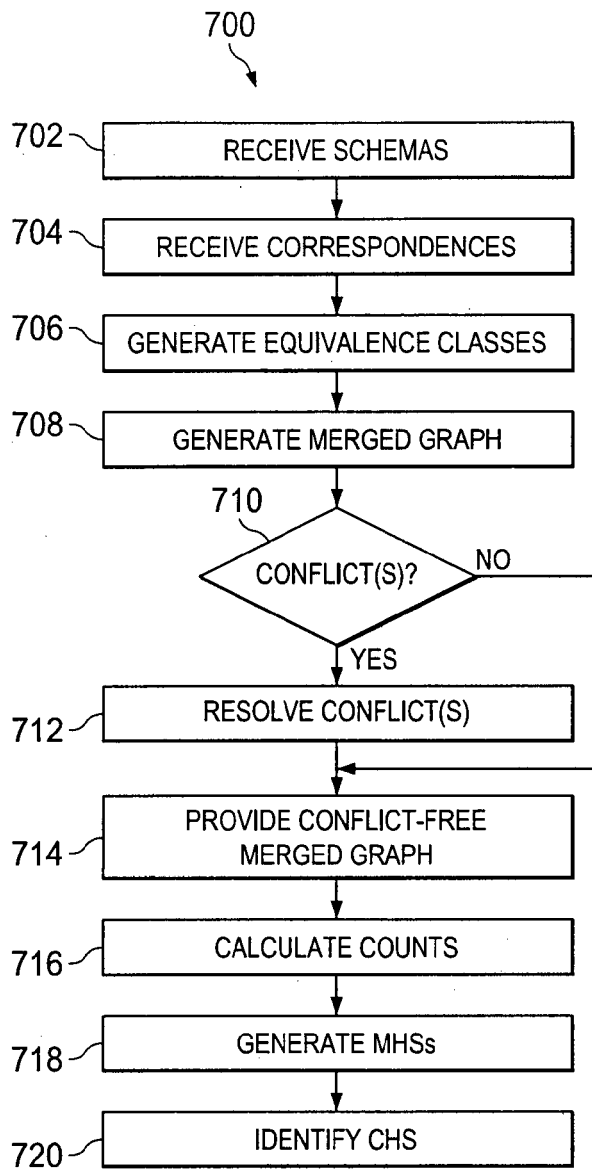 700
702
RECEIVE SCHEMAS
704
RECEIVE CORRESPONDENCES
706
GENERATE EQUIVALENCE CLASSES
708
GENERATE MERGED GRAPH
710
CONFLICT(S)?
NO
YES
712
RESOLVE CONFLICT(S)
714
PROVIDE CONFLICT-FREE
MERGED GRAPH
716
CALCULATE COUNTS
718
GENERATE MHSs
720
IDENTIFY CHS